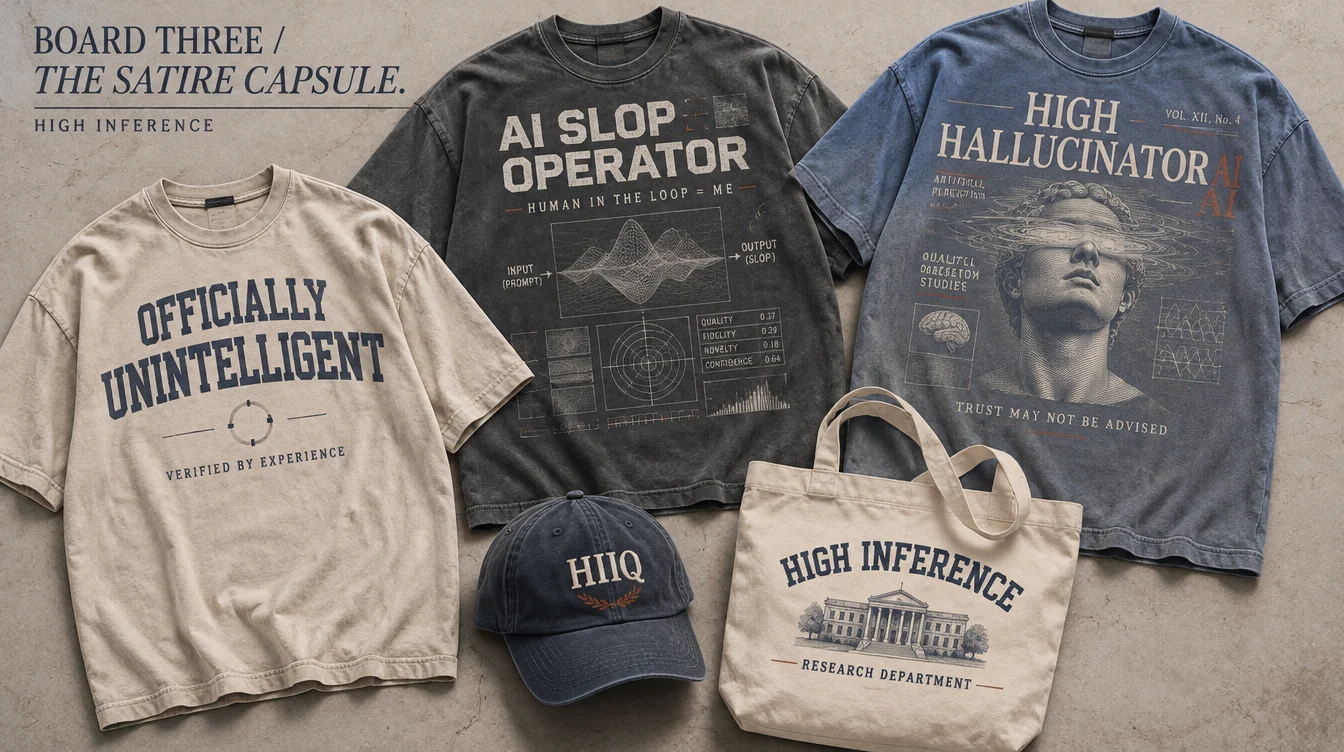 BOARD THREE /
THE SATIRE CAPSULE.
HIGH INFERENCE
OFFICIALLY
UNINTELLIGENT
VERIFIED BY EXPERIENCE
AI SLOP
OPERATOR
HUMAN IN THE LOOP = ME
INPUT
(PROMPT)
OUTPUT
(SLOP)
QUALITY 0.37
FIDELITY 0.29
NOVELTY 0.18
CONFIDENCE 0.64
HIGH
HALLUCINATOR
VOL. XII, No. 4
AI
AI
STUDIES
TRUST MAY NOT BE ADVISED
HIIQ
HIGH INFERENCE
RESEARCH DEPARTMENT